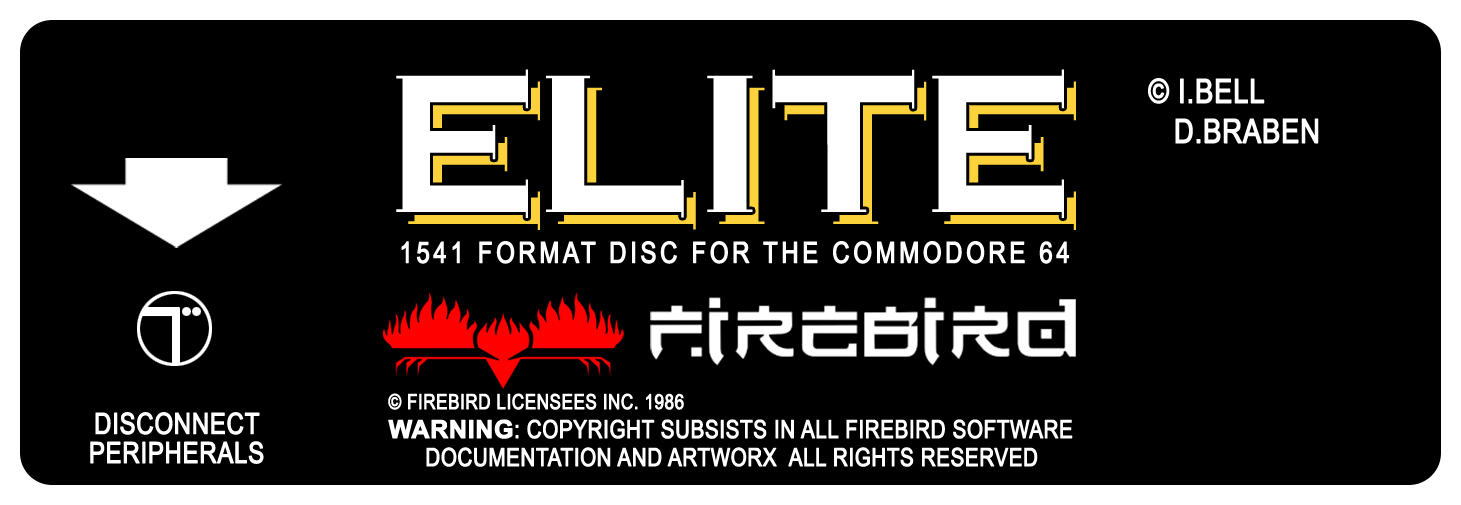 ELITE
© I.BELL
D.BRABEN
1541 FORMAT DISC FOR THE COMMODORE 64
FIREBIRD
© FIREBIRD LICENSEES INC. 1986
WARNING: COPYRIGHT SUBSISTS IN ALL FIREBIRD SOFTWARE
DOCUMENTATION AND ARTWORX ALL RIGHTS RESERVED
DISCONNECT
PERIPHERALS